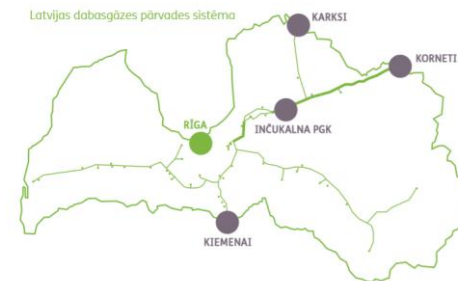 Latvijas dabasgāzes pārvades sistēma
KARKSI
KORNETI
RĪGA
INČUKALNA PGK
KIEMENAI